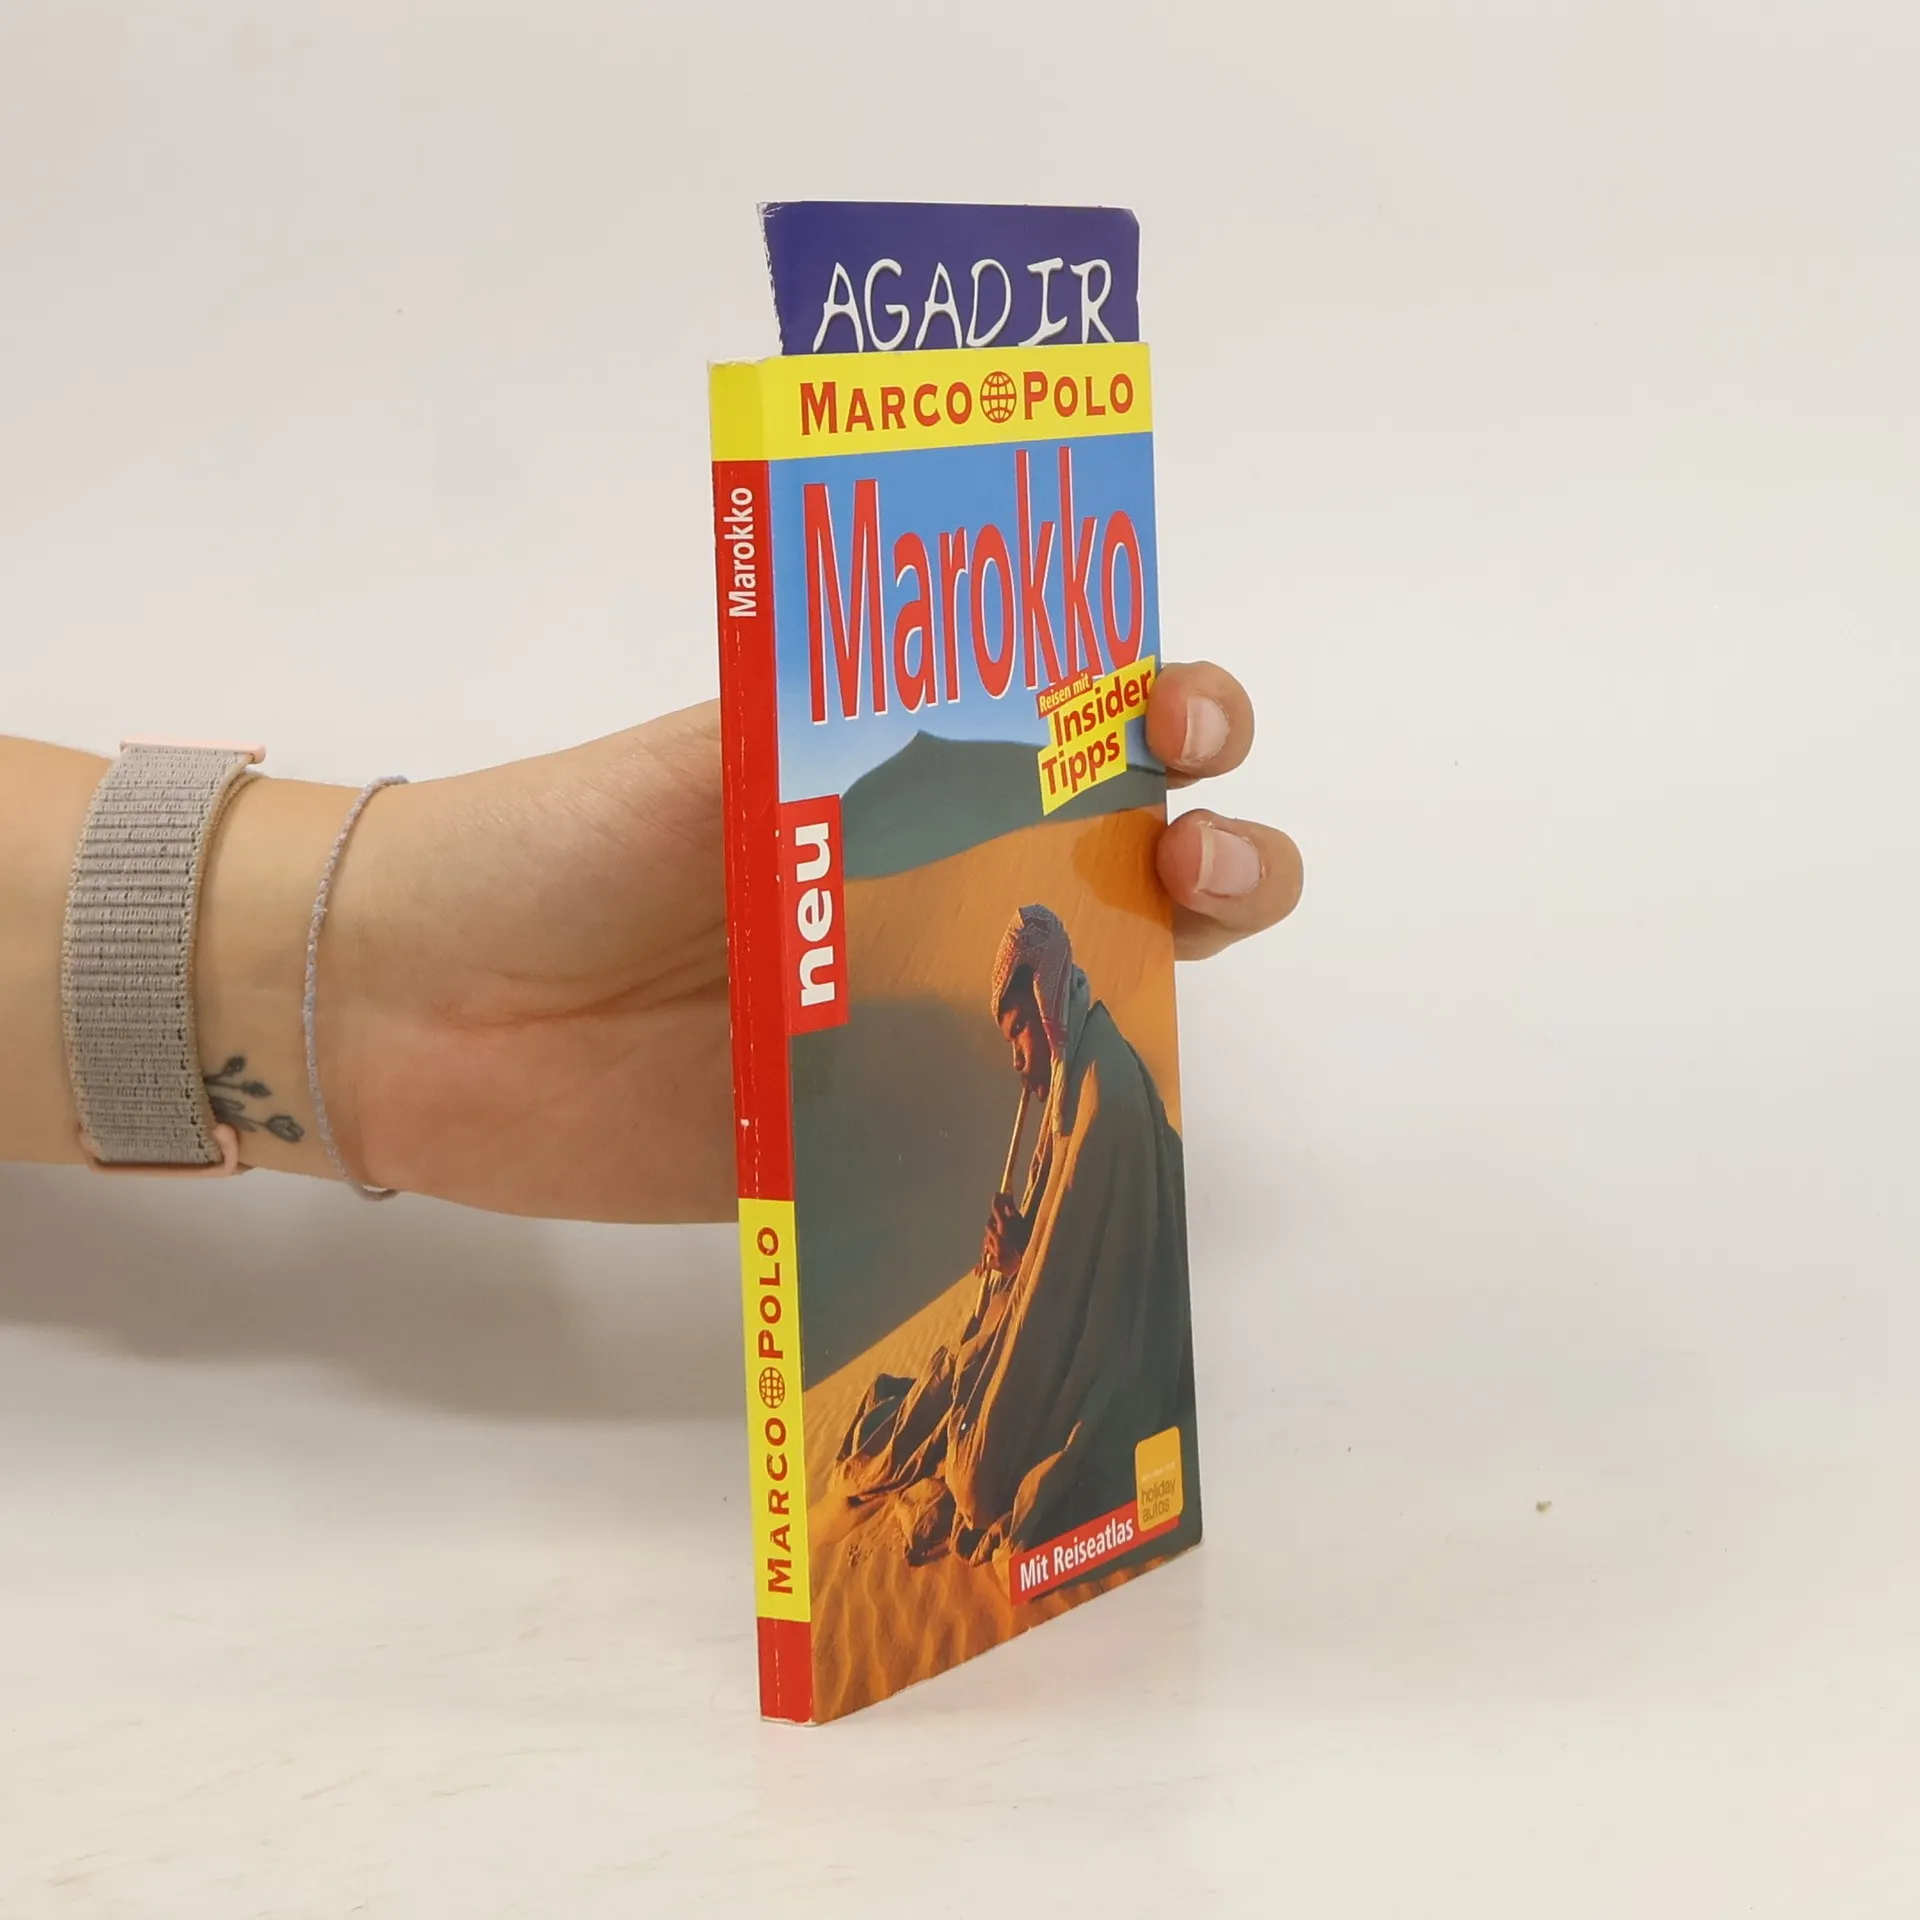 AGADIR
MARCO POLO
Marokko
Reisen mit
Insider
Tipps
neu
holiday
autos
Mit Reiseatlas
Marokko
MARCO POLO